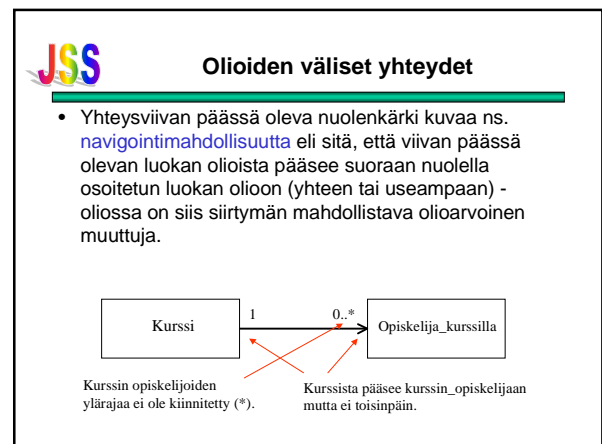 JSS
Olioiden väliset yhteydet
• Yhteysviivan päässä oleva nuolenkärki kuvaa ns.
navigointimahdollisuutta eli sitä, että viivan päässä
olevan luokan olioista pääsee suoraan nuolella
osoitetun luokan olioon (yhteen tai useampaan) -
oliossa on siis siirtymän mahdollistava olioarvoinen
muuttuja.
Kurssi
1
0..*
Opiskelija_kurssilla
Kurssin opiskelijoiden
ylärajaa ei ole kiinnitetty (*).
Kurssista pääsee kurssin_opiskelijaan
mutta ei toisinpäin.